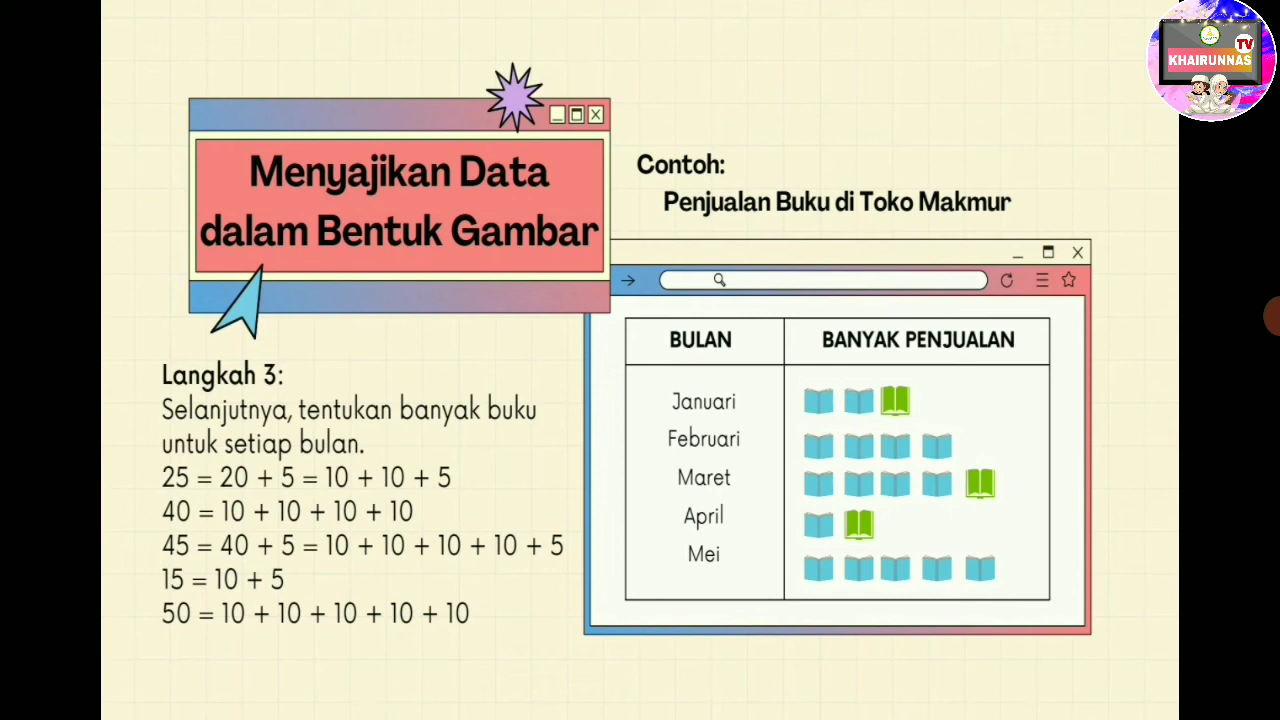 TV
KHAIRUNNAS
Menyajikan Data
dalam Bentuk Gambar
Contoh:
Penjualan Buku di Toko Makmur
Langkah 3:
Selanjutnya, tentukan banyak buku
untuk setiap bulan.
25 = 20 + 5 = 10 + 10 + 5
40 = 10 + 10 + 10 + 10
45 = 40 + 5 = 10 + 10 + 10 + 10 + 5
15 = 10 + 5
50 = 10 + 10 + 10 + 10 + 10
BULAN BANYAK PENJUALAN
Januari
Februari
Maret
April
Mei